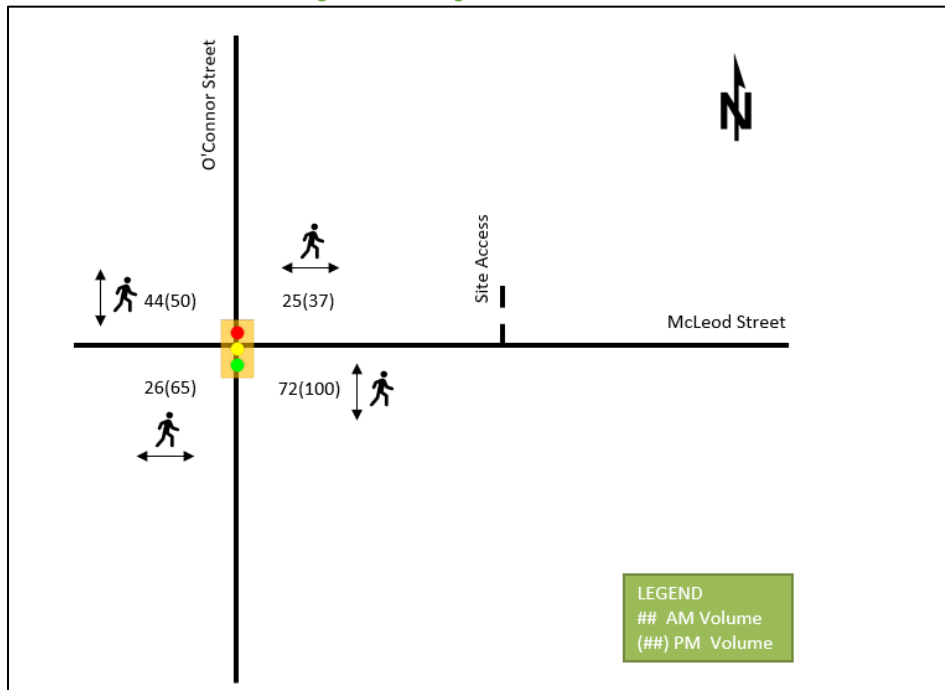 O'Connor Street
N
Site Access
44(50)
25(37)
McLeod Street
26(65)
72(100)
LEGEND
## AM Volume
(##) PM Volume